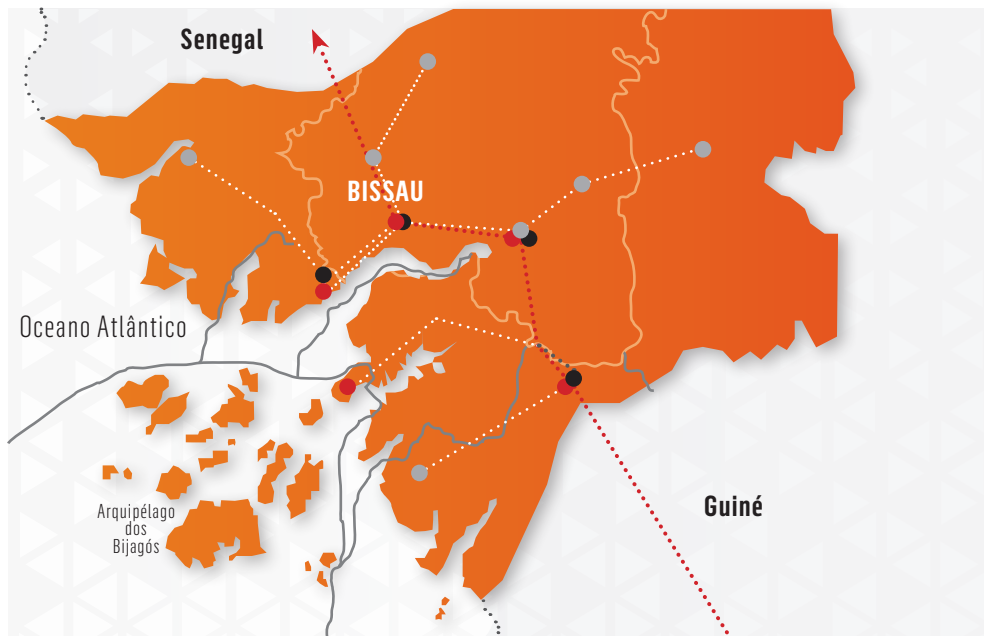 Senegal
BISSAU
Oceano Atlântico
Arquipélago
dos
Bijagós
Guiné